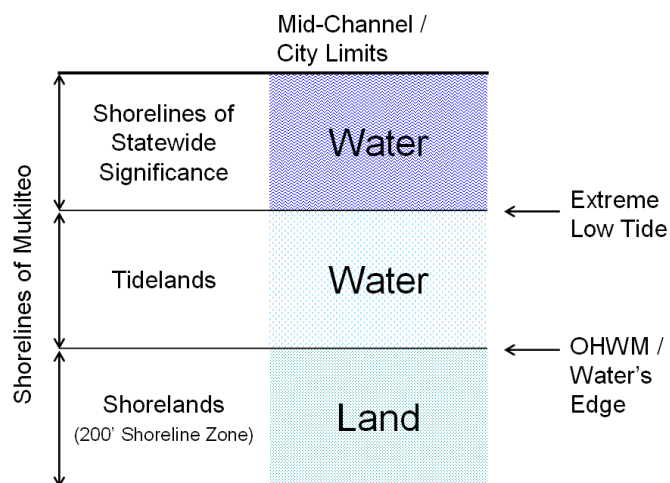 Mid-Channel /
City Limits
Shorelines of Mukilteo
Shorelines of
Statewide
Significance
Water
Extreme
Low Tide
Tidelands
Water
OHWM /
Water's
Edge
Shorelands
(200' Shoreline Zone)
Land